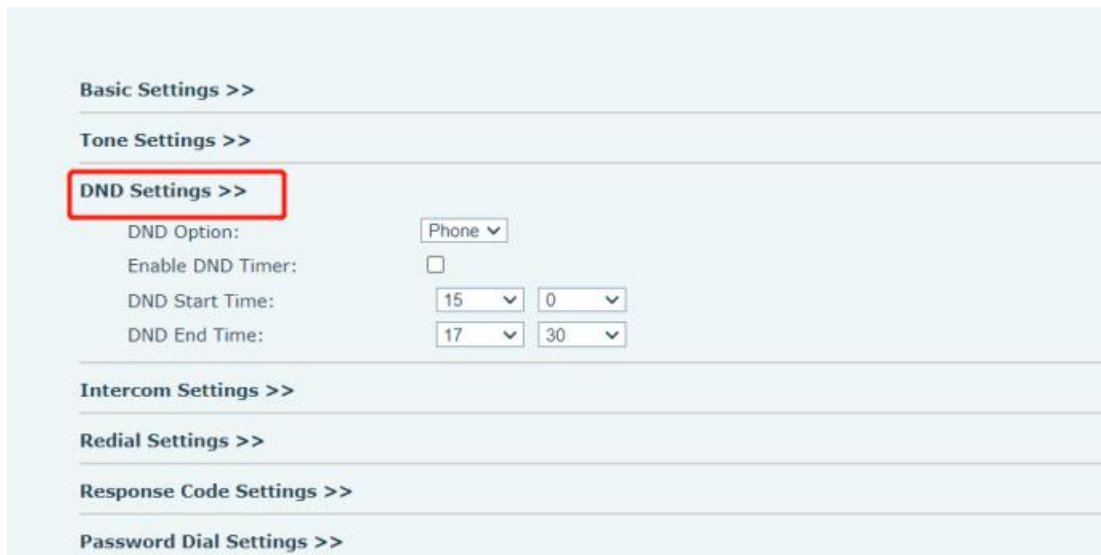 Basic Settings >>
Tone Settings >>
DND Settings >>
DND Option: Phone
Enable DND Timer:
DND Start Time: 15 0
DND End Time: 17 30
Intercom Settings >>
Redial Settings >>
Response Code Settings >>
Password Dial Settings >>